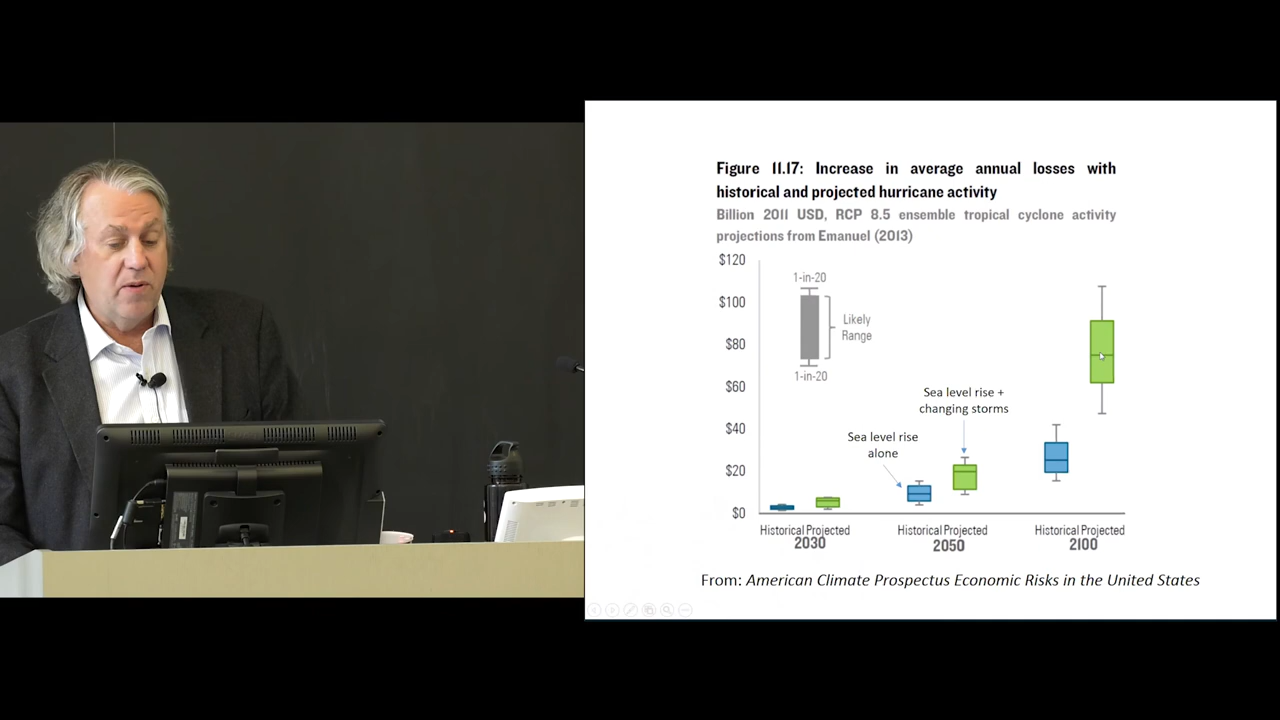 Figure 11.17: Increase in average annual losses with
historical and projected hurricane activity
Billion 2011 USD, RCP 8.5 ensemble tropical cyclone activity
projections from Emanuel (2013)
$120
$100
$80
$60
$40
$20
$0
1-in-20
Likely
Range
1-in-20
Sea level rise +
changing storms
Sea level rise
alone
Historical Projected
2030
Historical Projected
2050
Historical Projected
2100
From: American Climate Prospectus Economic Risks in the United States